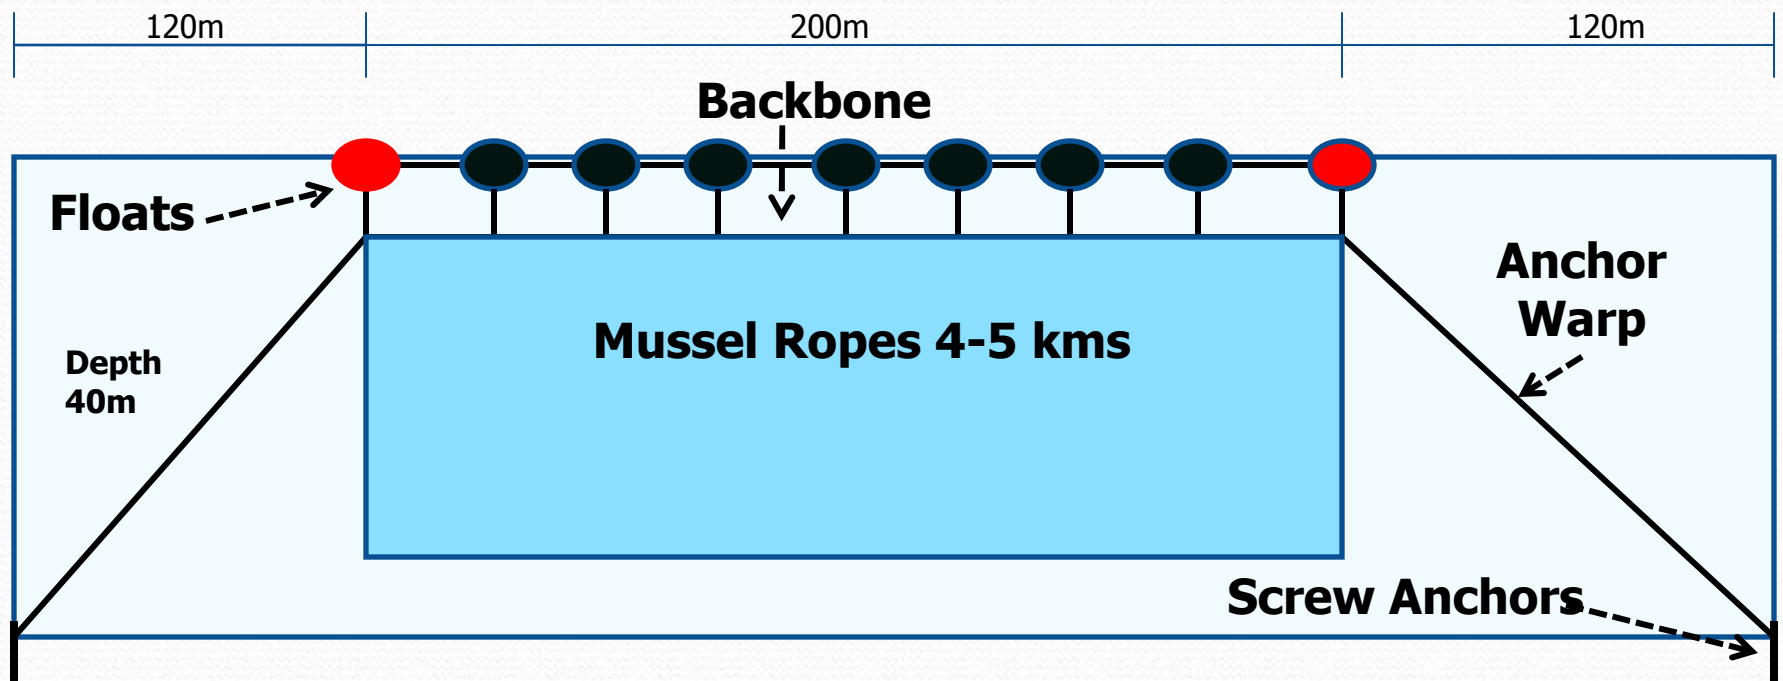 120m
200m
120m
Backbone
Floats
Anchor
Warp
Mussel Ropes 4-5 kms
Depth
40m
Screw Anchors